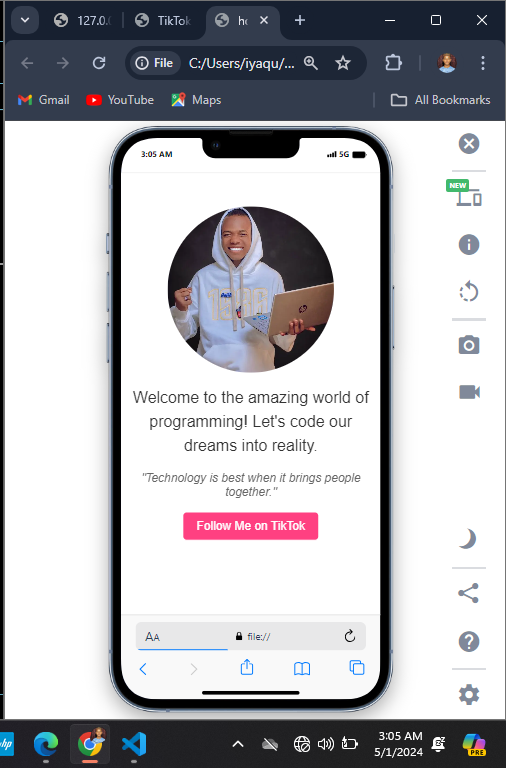 127.0.
TikTok
File
C:/Users/iyaqu/...
Gmail
YouTube
Maps
All Bookmarks
3:05 AM
5G
NEW
Welcome to the amazing world of
programming! Let's code our
dreams into reality.
"Technology is best when it brings people
together."
Follow Me on TikTok
AA
file://
php
3:05 AM
5/1/2024
PRE